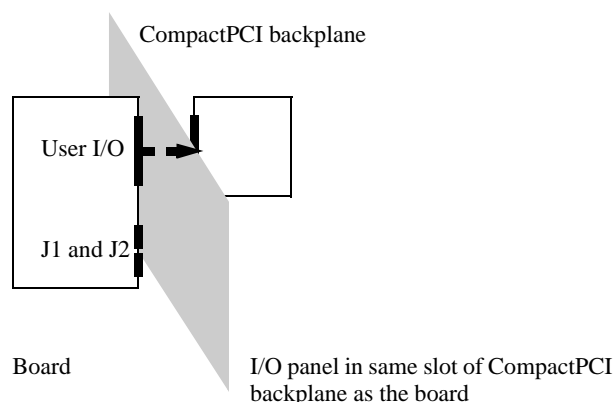 CompactPCI backplane
User I/O
J1 and J2
Board
I/O panel in same slot of CompactPCI
backplane as the board